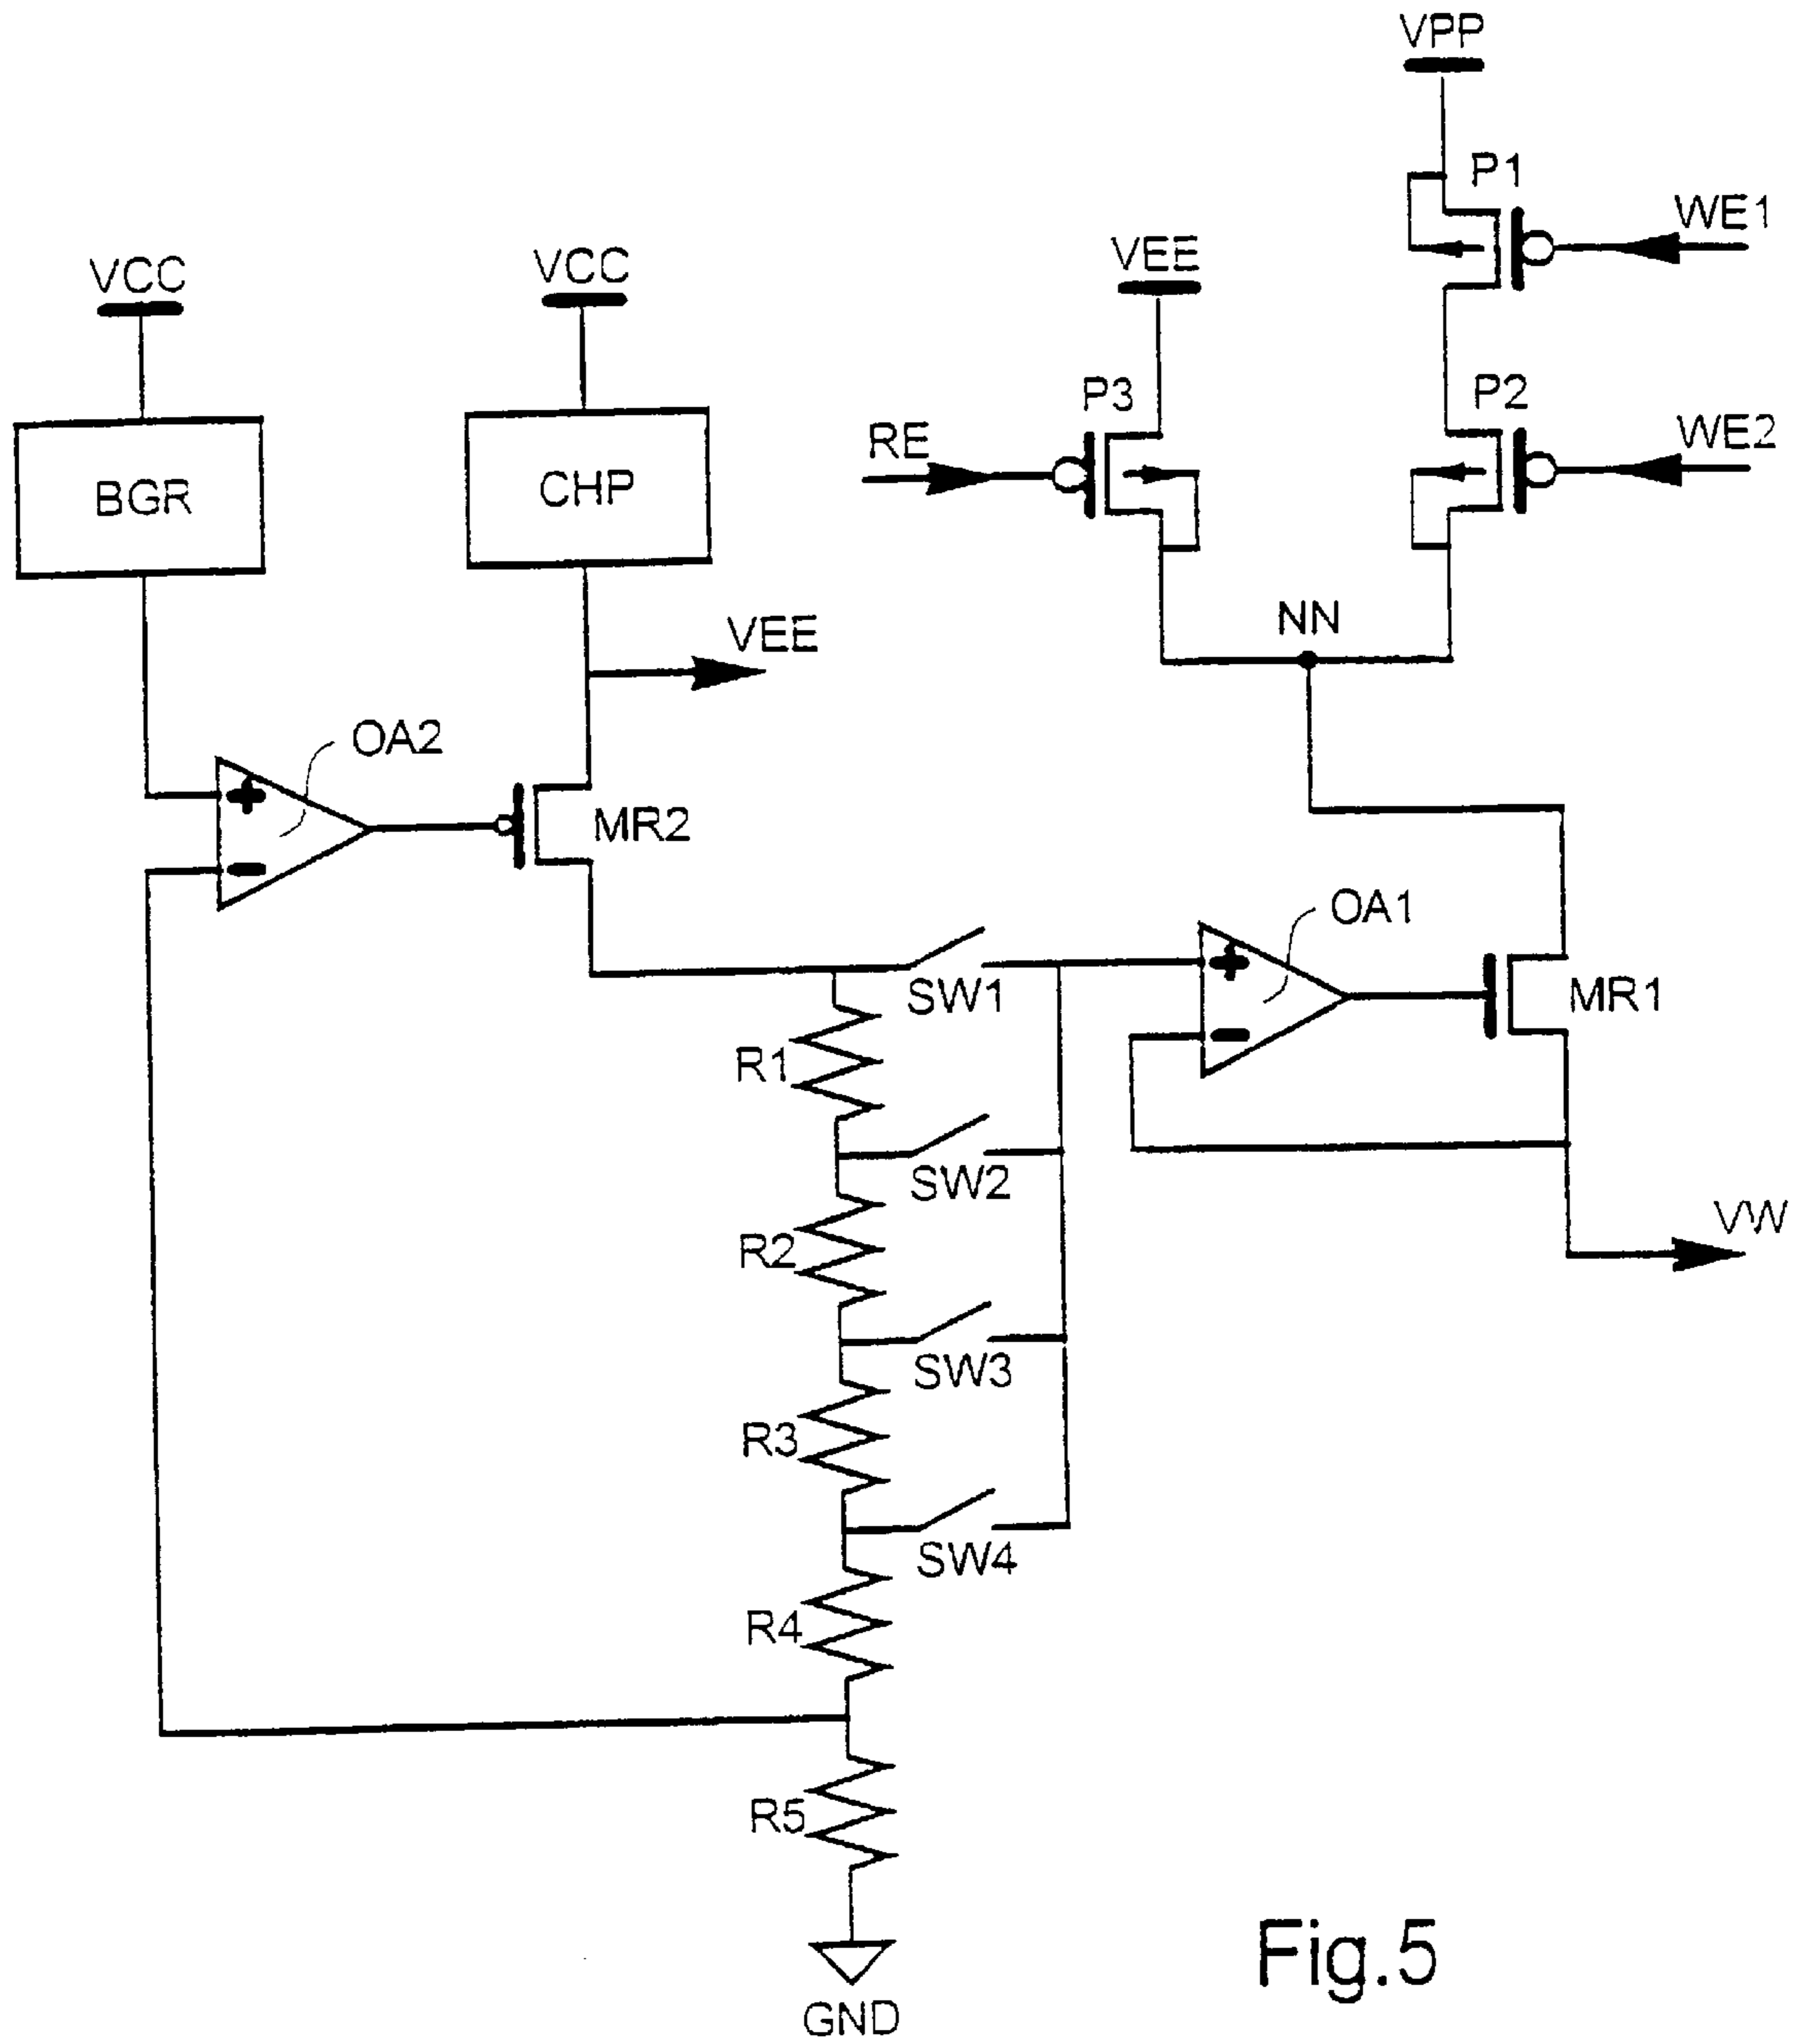 VPP
P1
WE1
VCC
VCC
VEE
P3
P2
RE
WE2
BGR
CHP
NN
VEE
OA2
+
MR2
-
OA1
+
SW1
MR1
R1
-
SW2
VW
R2
SW3
R3
SW4
R4
R5
Fig.5
GND